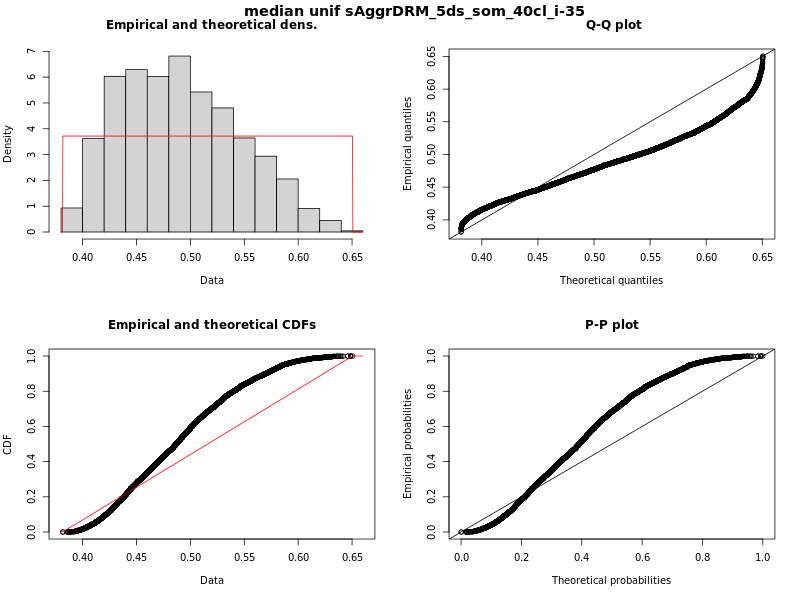 median unif sAggrDRM_5ds_som_40cl_i-35
Empirical and theoretical dens.
Density
0 1 2 3 4 5 6 7
0.40 0.45 0.50 0.55 0.60 0.65
Data
Q-Q plot
Empirical quantiles
0.40 0.45 0.50 0.55 0.60 0.65
0.40 0.45 0.50 0.55 0.60 0.65
Theoretical quantiles
Empirical and theoretical CDFs
CDF
0.0 0.2 0.4 0.6 0.8 1.0
0.40 0.45 0.50 0.55 0.60 0.65
Data
P-P plot
Empirical probabilities
0.0 0.2 0.4 0.6 0.8 1.0
0.0 0.2 0.4 0.6 0.8 1.0
Theoretical probabilities